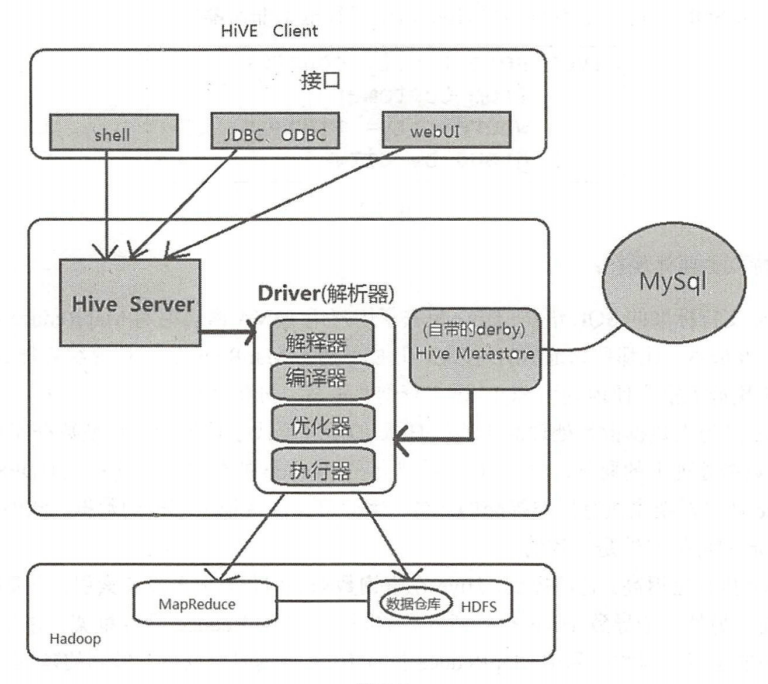 HiVE Client
接口
shell
JDBC、ODBC
webUI
Hive Server
Driver(解析器)
解释器
编译器
优化器
执行器
(自带的derby)
Hive Metastore
MySql
MapReduce
数据仓库
HDFS
Hadoop